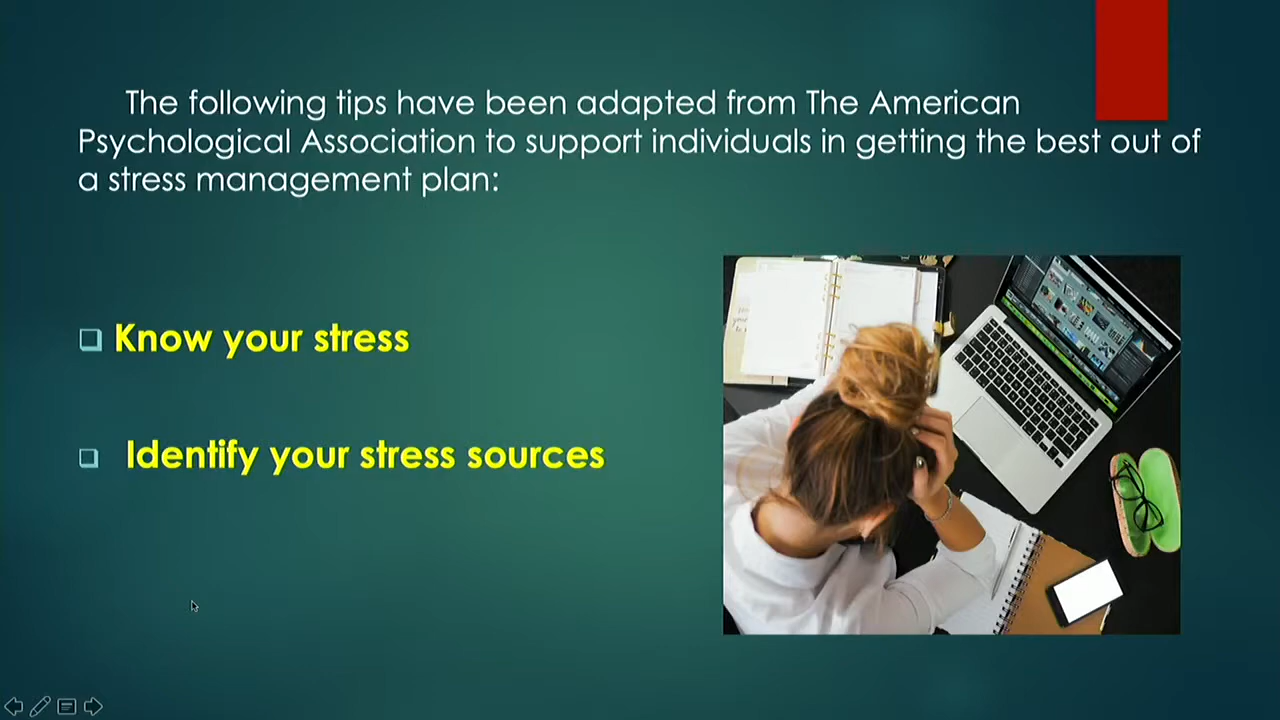 The following tips have been adapted from The American
Psychological Association to support individuals in getting the best out of
a stress management plan:
Know your stress
Identify your stress sources